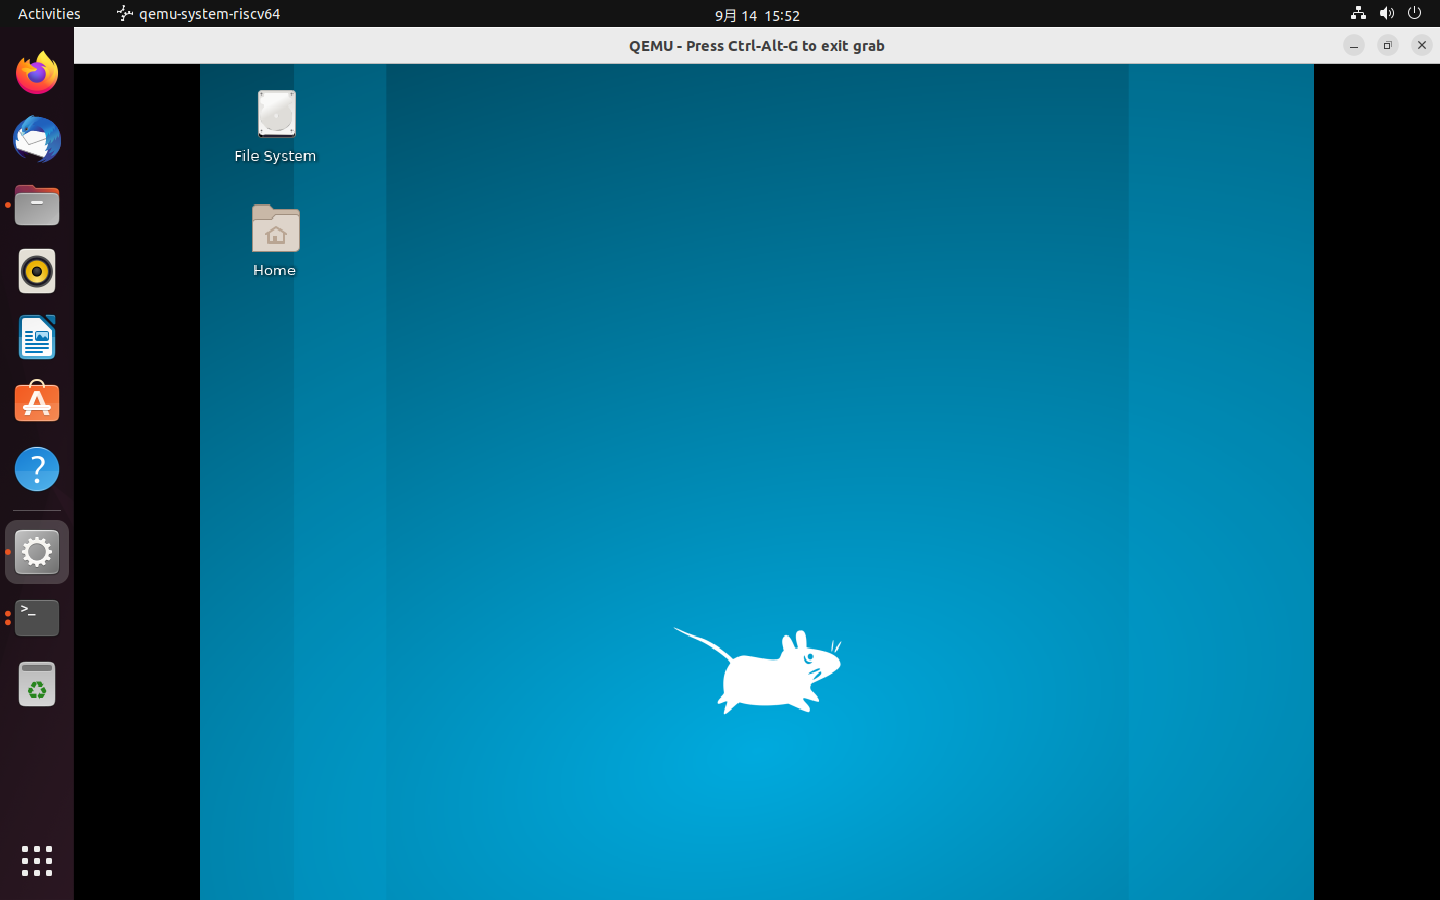 Activities
qemu-system-riscv64
9月 14 15:52
QEMU - Press Ctrl-Alt-G to exit grab
File System
Home